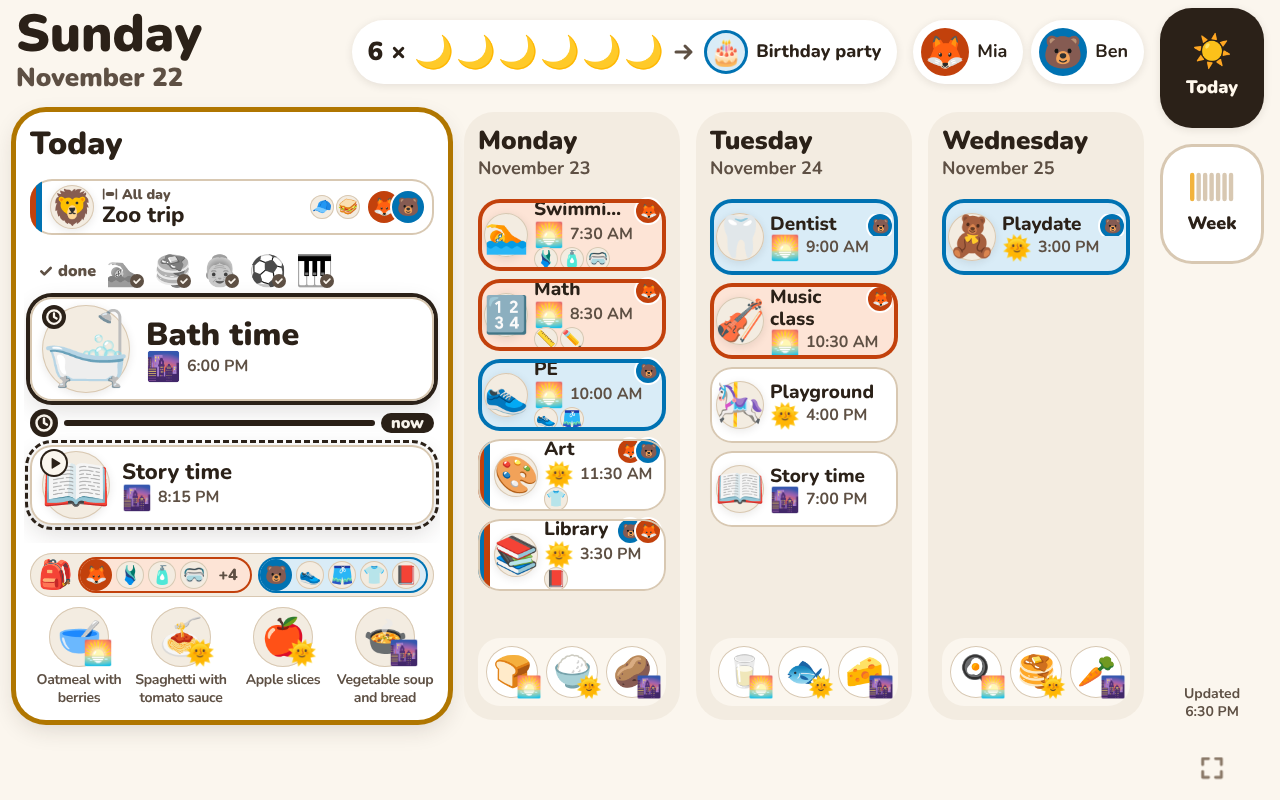 Sunday
November 22
6 ×
→
Birthday party
Mia
Ben
Today
Week
Updated
6:30 PM
Today
All day
Zoo trip
✓ done
Bath time
6:00 PM
now
Story time
8:15 PM
+4
Oatmeal with
berries
Spaghetti with
tomato sauce
Apple slices
Vegetable soup
and bread
Monday
November 23
Swimmi...
7:30 AM
1 2
3 4
Math
8:30 AM
PE
10:00 AM
Art
11:30 AM
Library
3:30 PM
Tuesday
November 24
Dentist
9:00 AM
Music
class
10:30 AM
Playground
4:00 PM
Story time
7:00 PM
Wednesday
November 25
Playdate
3:00 PM